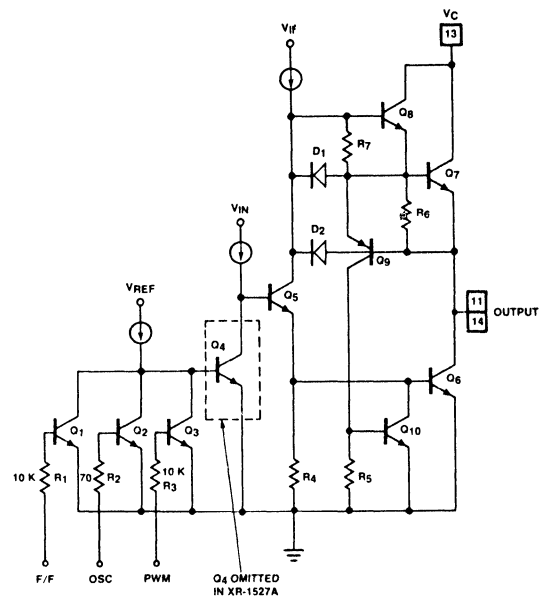 VC
13
Vif
Q8
R7
D1
Q7
R6
VIN
D2
Q9
Q5
VREF
11
14
OUTPUT
Q4
Q6
Q1
Q2
Q3
Q10
10 K
R1
70
R2
10 K
R3
R4
R5
F/F
OSC
PWM
Q4 OMITTED
IN XR-1527A